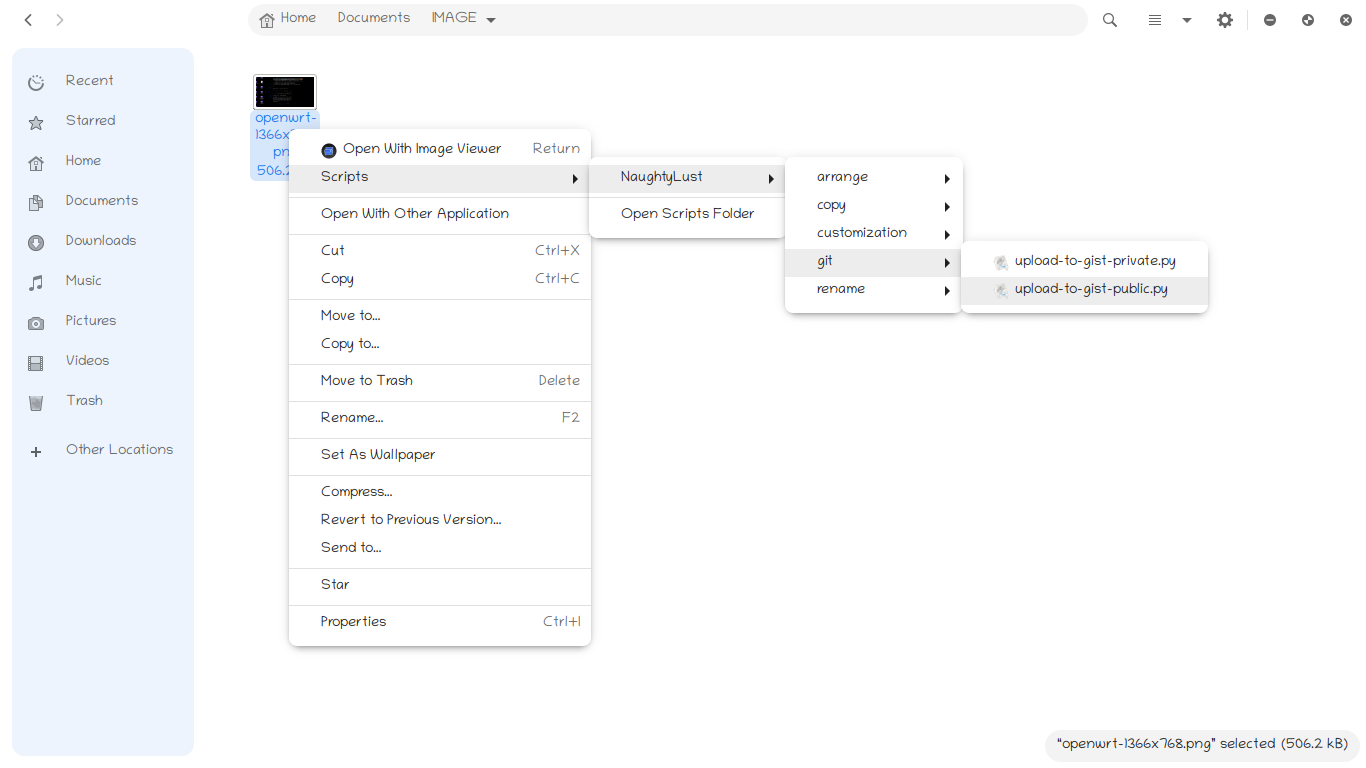 Home Documents IMAGE
Recent
Starred
Home
Documents
Downloads
Music
Pictures
Videos
Trash
Other Locations
openwrt-
1366x
pn
506.2
Open With Image Viewer Return
Scripts
Open With Other Application
Cut Ctrl+X
Copy Ctrl+C
Move to...
Copy to...
Move to Trash Delete
Rename... F2
Set As Wallpaper
Compress...
Revert to Previous Version...
Send to...
Star
Properties Ctrl+I
NaughtyLust
Open Scripts Folder
arrange
copy
customization
git
rename
upload-to-gist-private.py
upload-to-gist-public.py
"openwrt-1366x768.png" selected (506.2 kB)